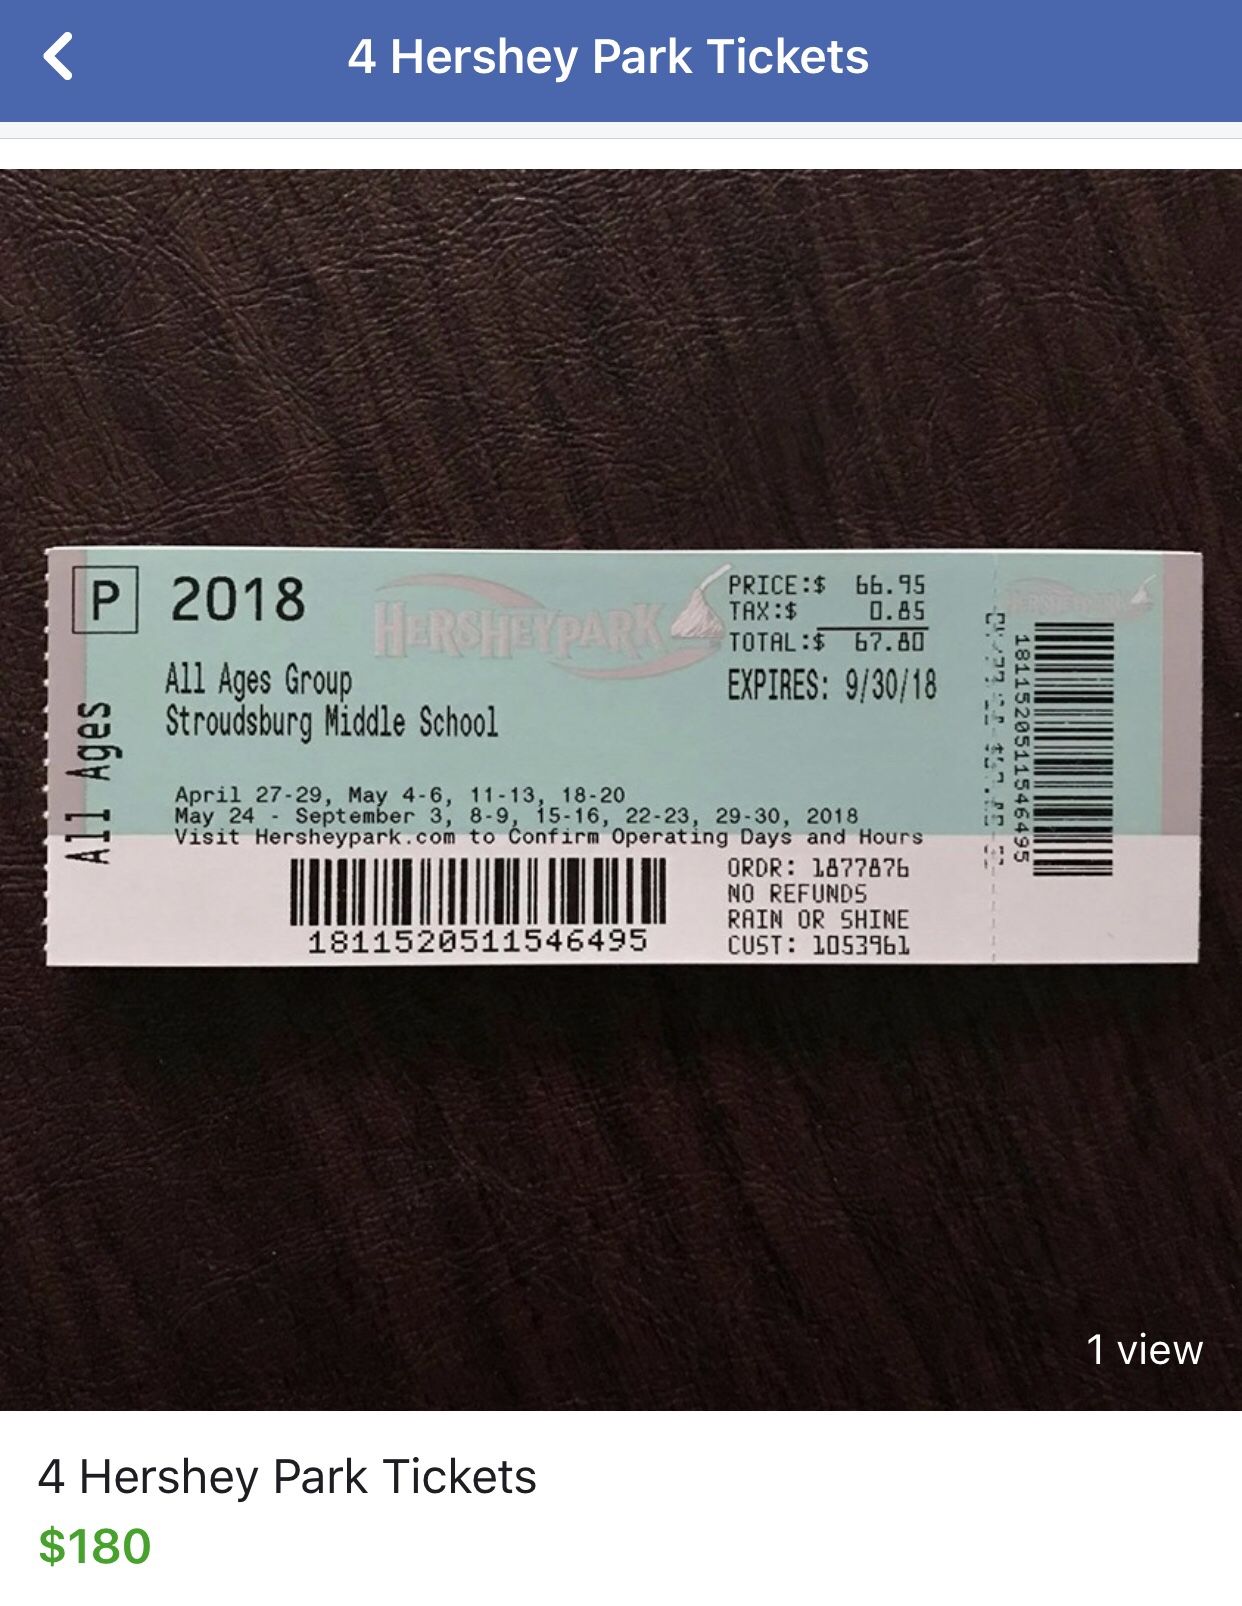 4 Hershey Park Tickets
P 2018
HERSHEYPARK
PRICE:$ 66.95
TAX:$ 0.85
TOTAL:$ 67.80
EXPIRES: 9/30/18
All Ages Group
Stroudsburg Middle School
All Ages
April 27-29, May 4-6, 11-13, 18-20
May 24 - September 3, 8-9, 15-16, 22-23, 29-30, 2018
Visit Hersheypark.com to Confirm Operating Days and Hours
1811520511546495
ORDR: 1877876
NO REFUNDS
RAIN OR SHINE
CUST: 1053961
HERSHEYPARK
1811520511546495
1 view
4 Hershey Park Tickets
$180